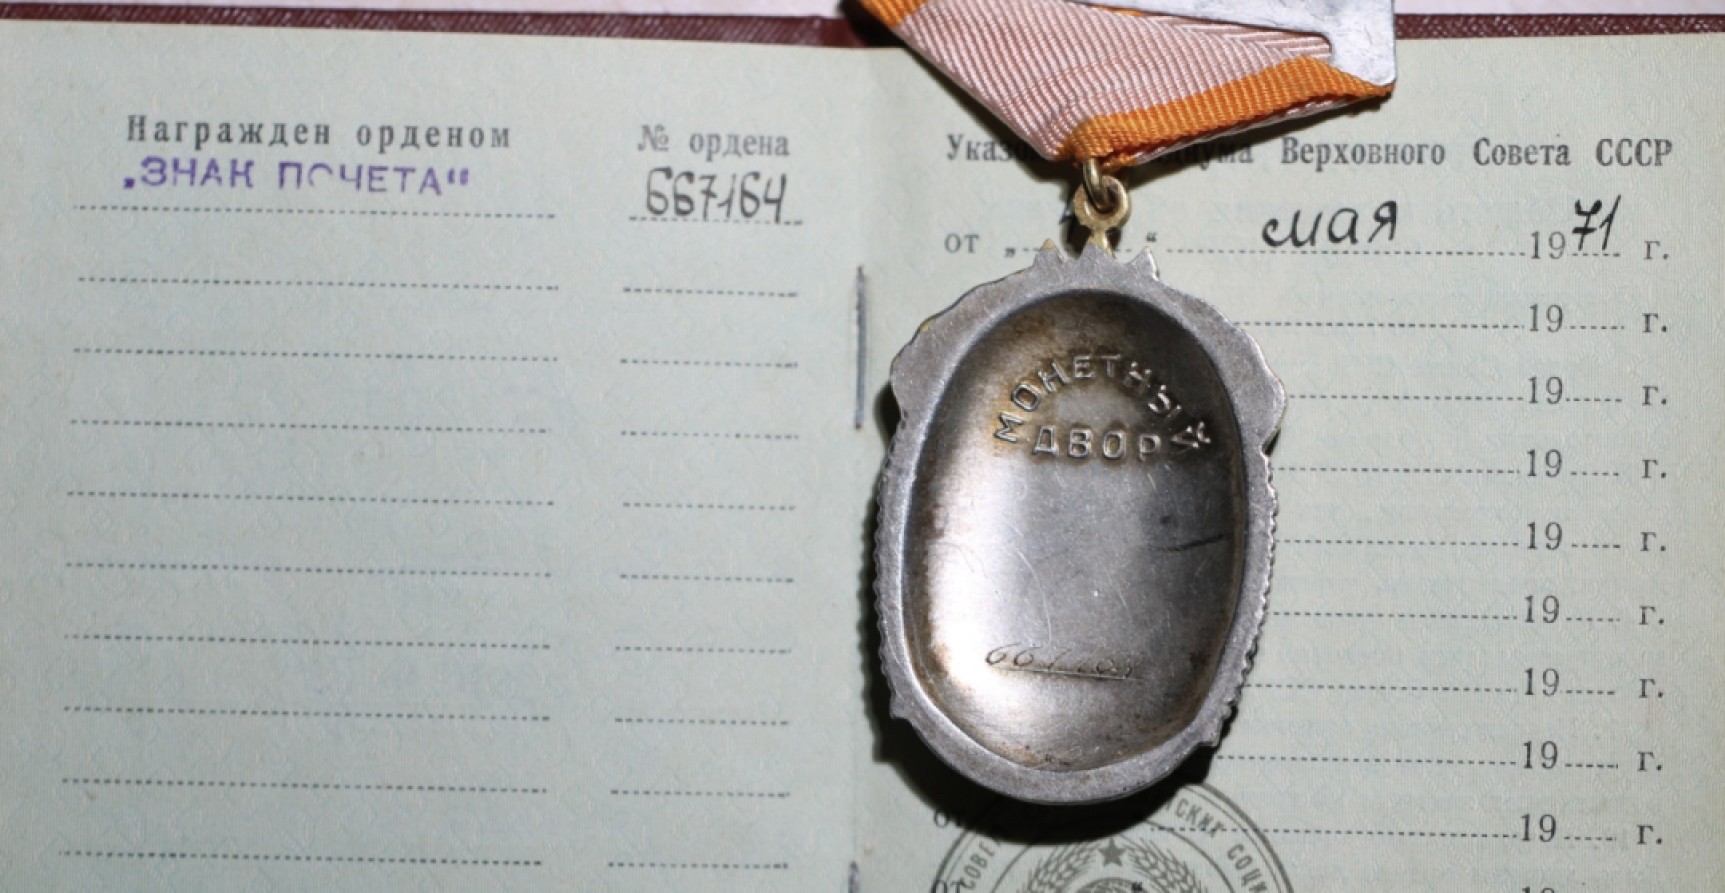 Награжден орденом
№ ордена
„ЗНАК ПОЧЕТА“
667164
Верховного Совета СССР
от „ “ мая 1971 г.
19 г.
19 г.
19 г.
19 г.
19 г.
19 г.
19 г.
19 г.
19
МОНЕТНЫЙ
ДВОР